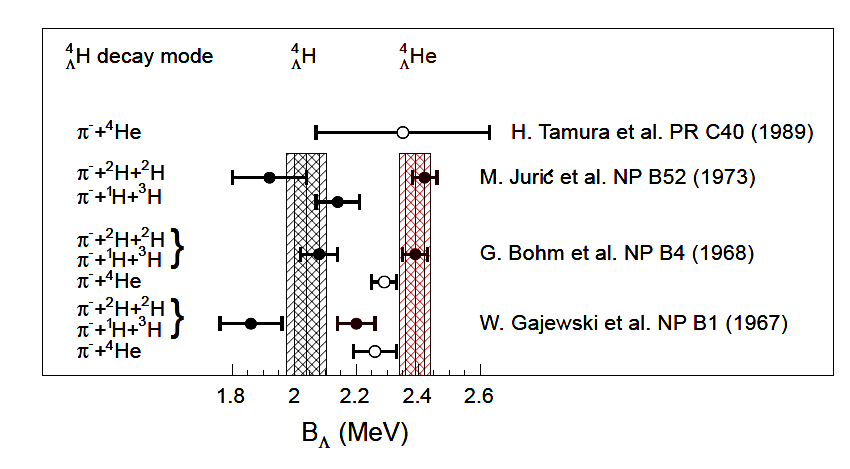 ⁴ΛH decay mode ⁴ΛH ⁴ΛHe
π⁻+⁴He H. Tamura et al. PR C40 (1989)
π⁻+²H+²H M. Jurić et al. NP B52 (1973)
π⁻+¹H+³H
π⁻+²H+²H
π⁻+¹H+³H } G. Bohm et al. NP B4 (1968)
π⁻+⁴He
π⁻+²H+²H
π⁻+¹H+³H } W. Gajewski et al. NP B1 (1967)
π⁻+⁴He
1.8 2 2.2 2.4 2.6
BΛ (MeV)